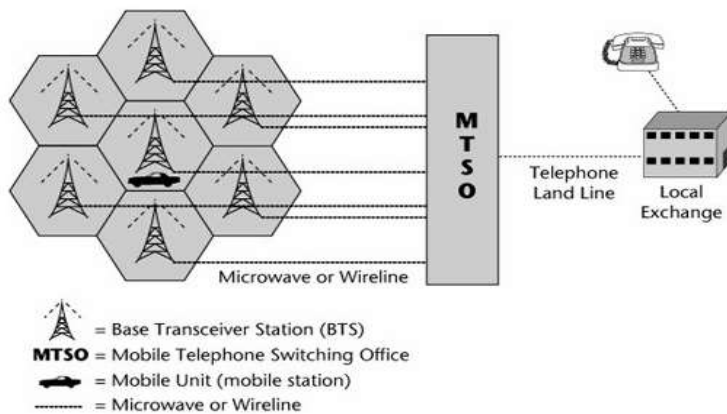 MTSO
Telephone
Land Line
Local
Exchange
Microwave or Wireline
= Base Transceiver Station (BTS)
MTSO = Mobile Telephone Switching Office
= Mobile Unit (mobile station)
= Microwave or Wireline